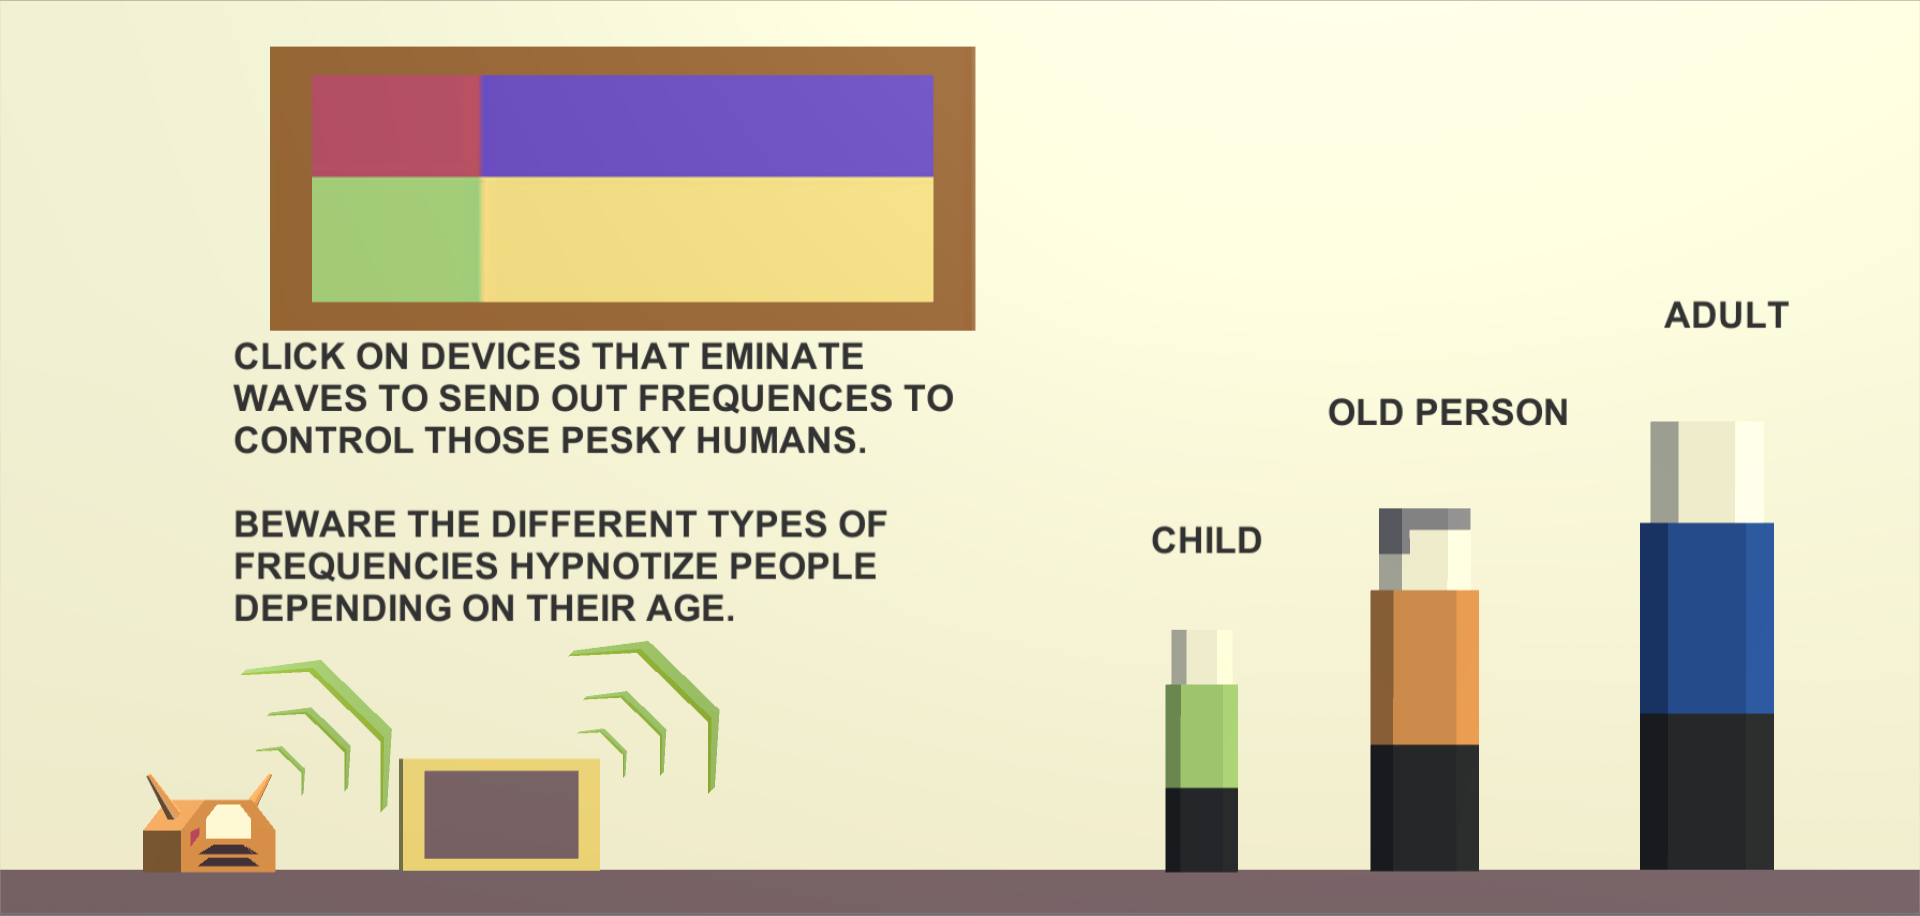 CLICK ON DEVICES THAT EMINATE
WAVES TO SEND OUT FREQUENCES TO
CONTROL THOSE PESKY HUMANS.
BEWARE THE DIFFERENT TYPES OF
FREQUENCIES HYPNOTIZE PEOPLE
DEPENDING ON THEIR AGE.
CHILD
OLD PERSON
ADULT